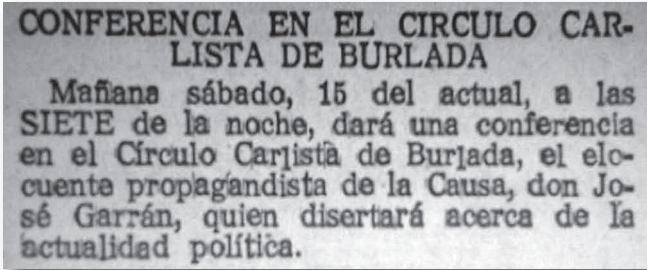 CONFERENCIA EN EL CIRCULO CAR-
LISTA DE BURLADA
Mañana sábado, 15 del actual, a las
SIETE de la noche, dará una conferencia
en el Círculo Carlista de Burlada, el elo-
cuente propagandista de la Causa, don Jo-
sé Garrán, quien disertará acerca de la
actualidad política.